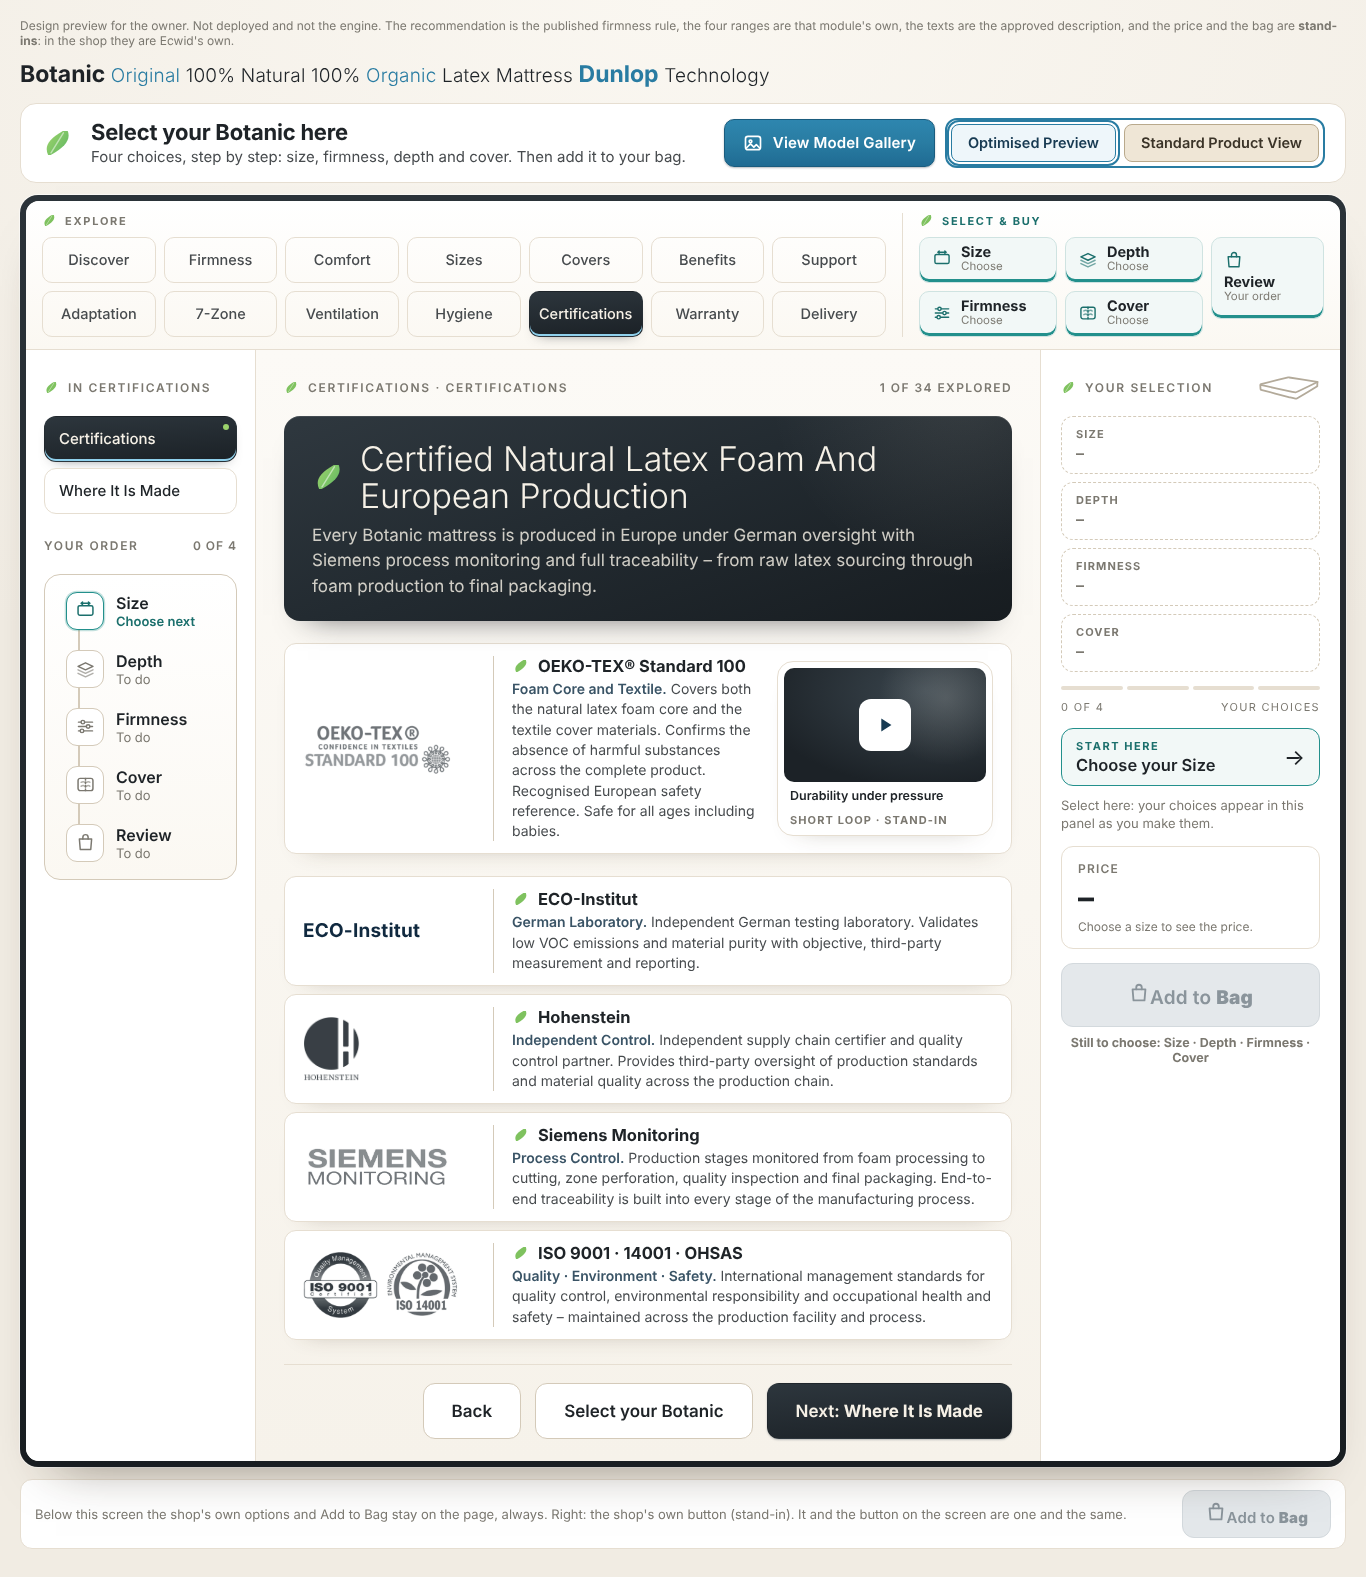 Design preview for the owner. Not deployed and not the engine. The recommendation is the published firmness rule, the four ranges are that module's own, the texts are the approved description, and the price and the bag are stand-
ins: in the shop they are Ecwid's own.
Botanic Original 100% Natural 100% Organic Latex Mattress Dunlop Technology
Select your Botanic here
Four choices, step by step: size, firmness, depth and cover. Then add it to your bag.
View Model Gallery
Optimised Preview
Standard Product View
EXPLORE
Discover
Firmness
Comfort
Sizes
Covers
Benefits
Support
Adaptation
7-Zone
Ventilation
Hygiene
Certifications
Warranty
Delivery
SELECT & BUY
Size
Choose
Depth
Choose
Firmness
Choose
Cover
Choose
Review
Your order
IN CERTIFICATIONS
Certifications
Where It Is Made
YOUR ORDER
0 OF 4
Size
Choose next
Depth
To do
Firmness
To do
Cover
To do
Review
To do
CERTIFICATIONS · CERTIFICATIONS
1 OF 34 EXPLORED
Certified Natural Latex Foam And
European Production
Every Botanic mattress is produced in Europe under German oversight with
Siemens process monitoring and full traceability – from raw latex sourcing through
foam production to final packaging.
OEKO-TEX®
CONFIDENCE IN TEXTILES
STANDARD 100
OEKO-TEX® Standard 100
Foam Core and Textile. Covers both
the natural latex foam core and the
textile cover materials. Confirms the
absence of harmful substances
across the complete product.
Recognised European safety
reference. Safe for all ages including
babies.
Durability under pressure
SHORT LOOP · STAND-IN
ECO-Institut
ECO-Institut
German Laboratory. Independent German testing laboratory. Validates
low VOC emissions and material purity with objective, third-party
measurement and reporting.
HOHENSTEIN
Hohenstein
Independent Control. Independent supply chain certifier and quality
control partner. Provides third-party oversight of production standards
and material quality across the production chain.
SIEMENS
MONITORING
Siemens Monitoring
Process Control. Production stages monitored from foam processing to
cutting, zone perforation, quality inspection and final packaging. End-to-
end traceability is built into every stage of the manufacturing process.
Quality Management
ISO 9001
Certified
System
ENVIRONMENTAL MANAGEMENT SYSTEM
ISO 14001
ISO 9001 · 14001 · OHSAS
Quality · Environment · Safety. International management standards for
quality control, environmental responsibility and occupational health and
safety – maintained across the production facility and process.
Back
Select your Botanic
Next: Where It Is Made
YOUR SELECTION
SIZE
–
DEPTH
–
FIRMNESS
–
COVER
–
0 OF 4
YOUR CHOICES
START HERE
Choose your Size
Select here: your choices appear in this
panel as you make them.
PRICE
–
Choose a size to see the price.
Add to Bag
Still to choose: Size · Depth · Firmness ·
Cover
Below this screen the shop's own options and Add to Bag stay on the page, always. Right: the shop's own button (stand-in). It and the button on the screen are one and the same.
Add to Bag